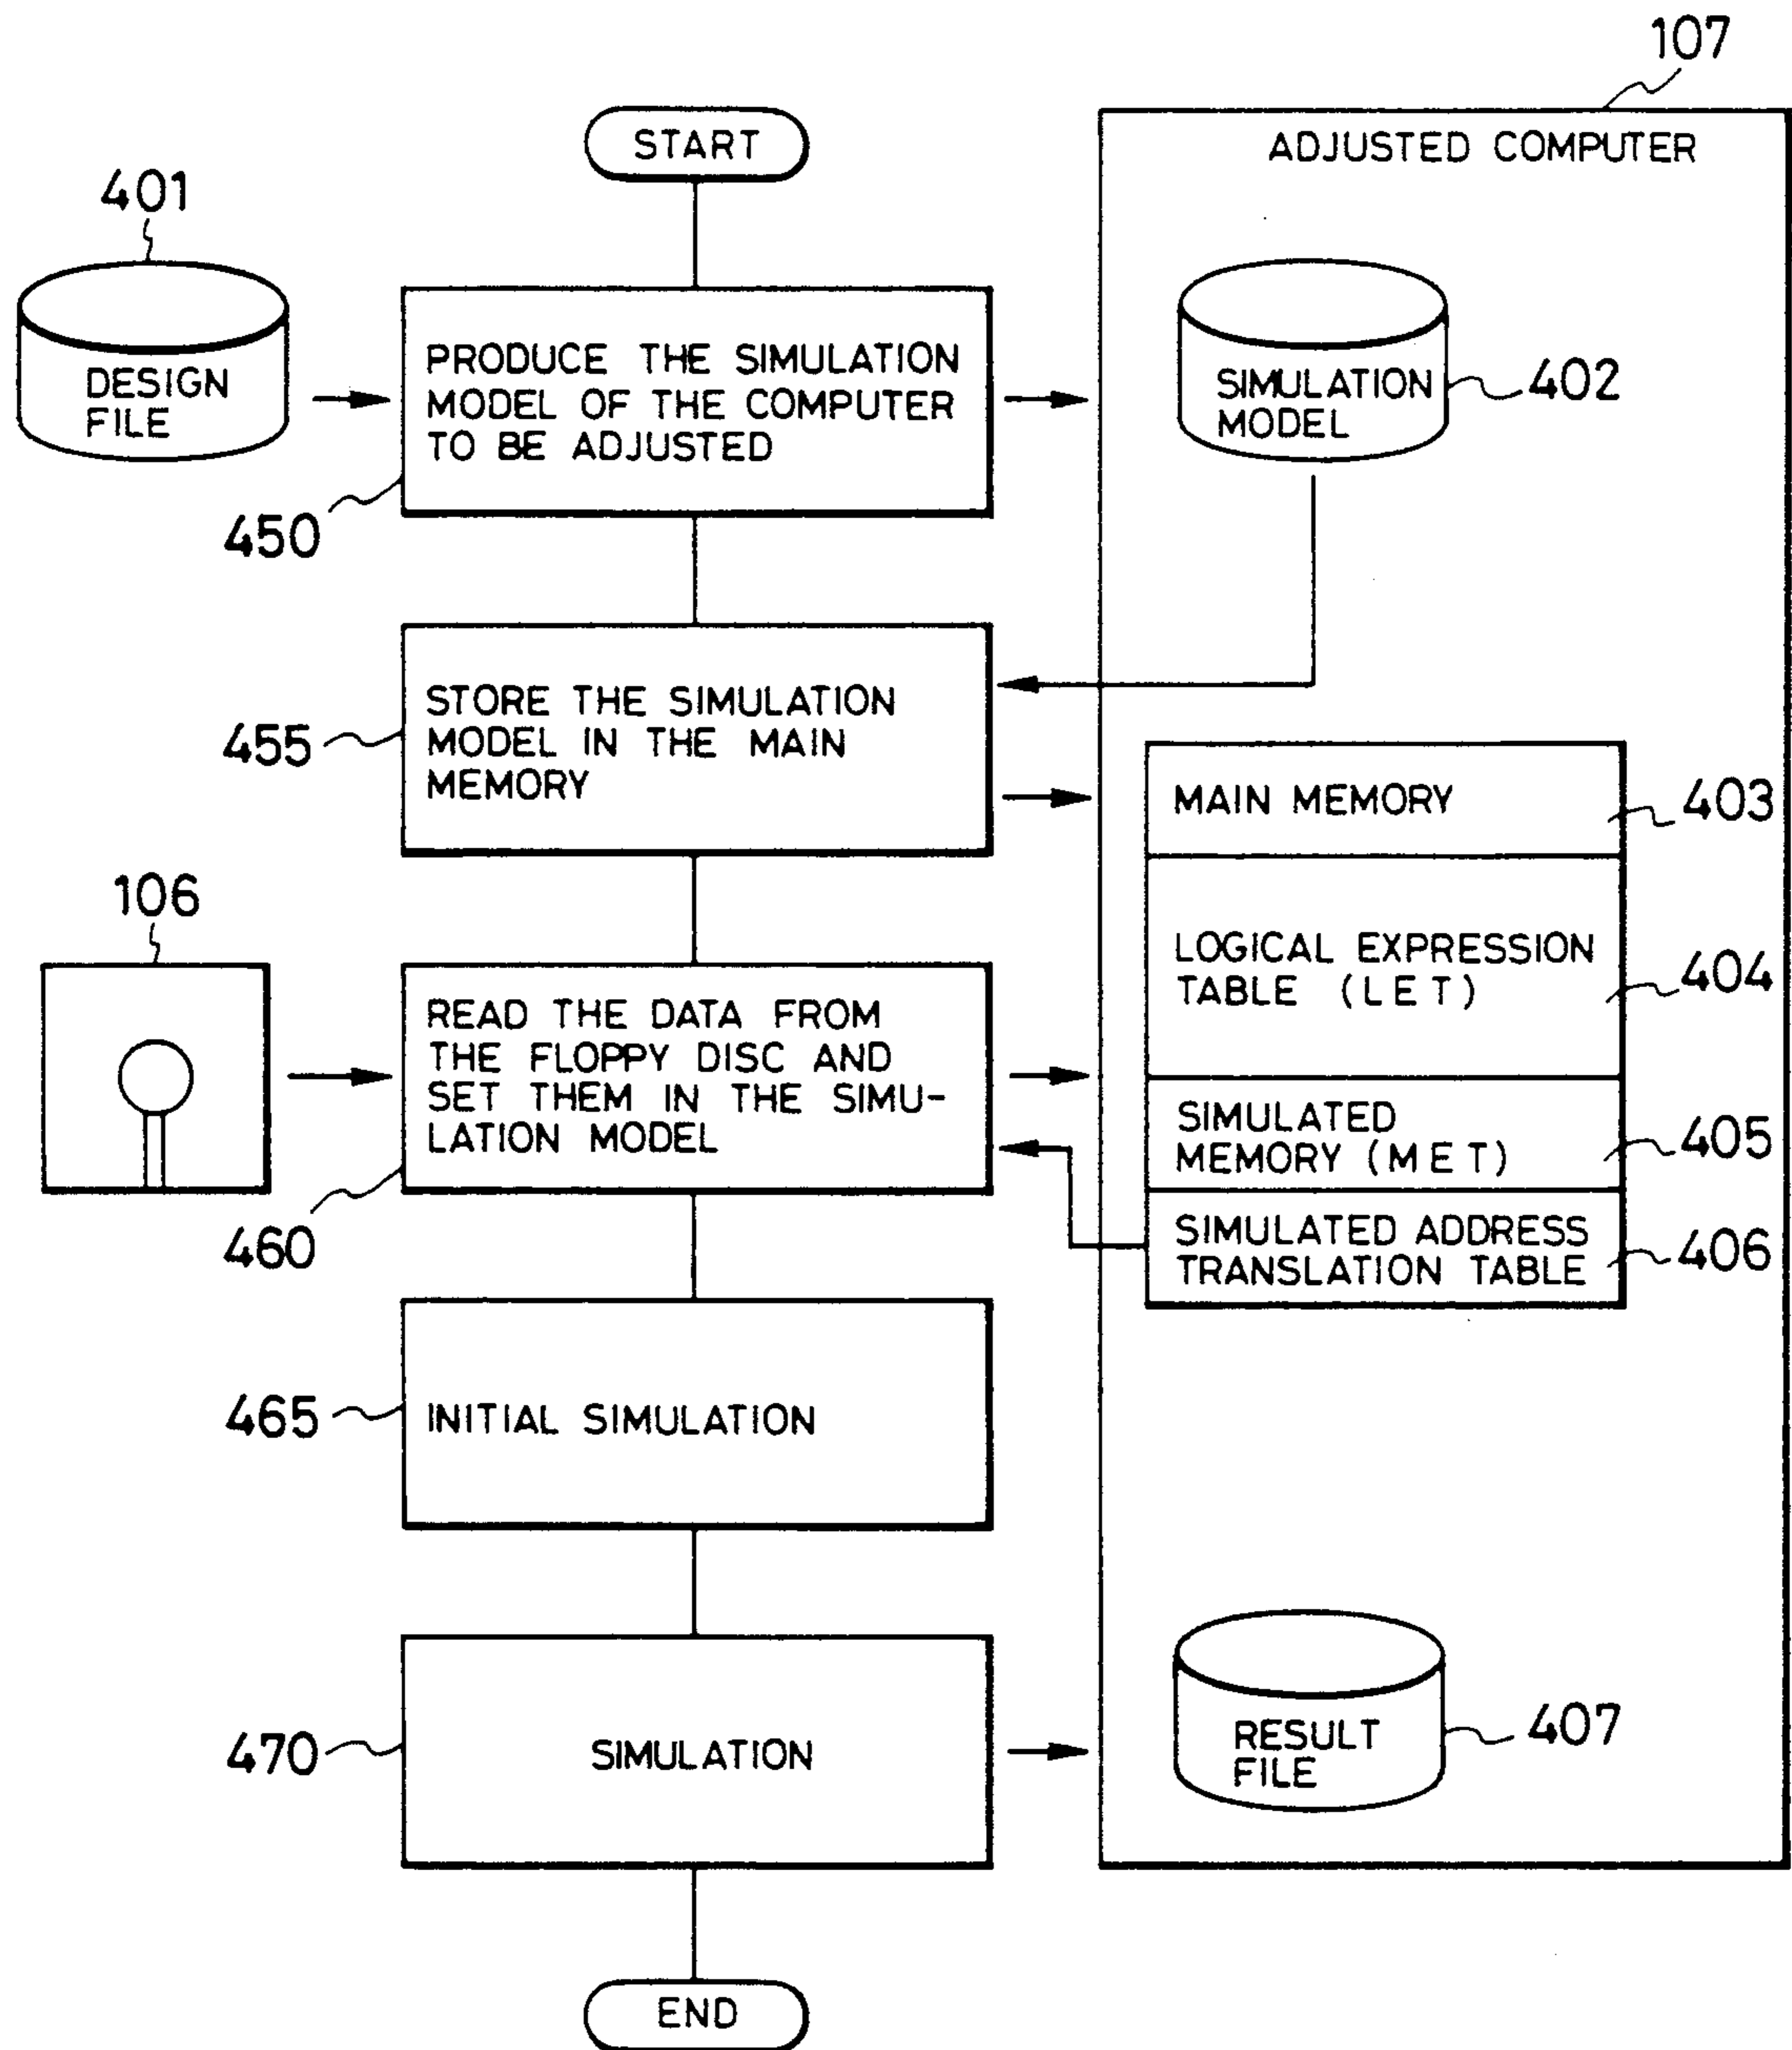 107
START
ADJUSTED COMPUTER
401
DESIGN
FILE
PRODUCE THE SIMULATION
MODEL OF THE COMPUTER
TO BE ADJUSTED
450
SIMULATION
MODEL
402
STORE THE SIMULATION
MODEL IN THE MAIN
MEMORY
455
MAIN MEMORY
403
LOGICAL EXPRESSION
TABLE (LET)
404
106
READ THE DATA FROM
THE FLOPPY DISC AND
SET THEM IN THE SIMU-
LATION MODEL
460
SIMULATED
MEMORY (MET)
405
SIMULATED ADDRESS
TRANSLATION TABLE
406
465
INITIAL SIMULATION
470
SIMULATION
RESULT
FILE
407
END